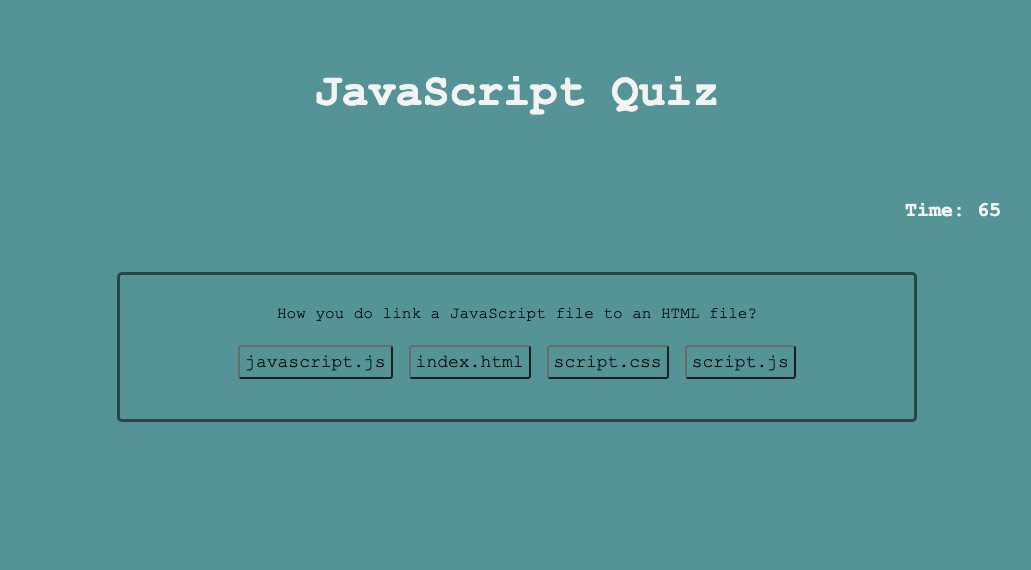 JavaScript Quiz
Time: 65
How you do link a JavaScript file to an HTML file?
javascript.js index.html script.css script.js